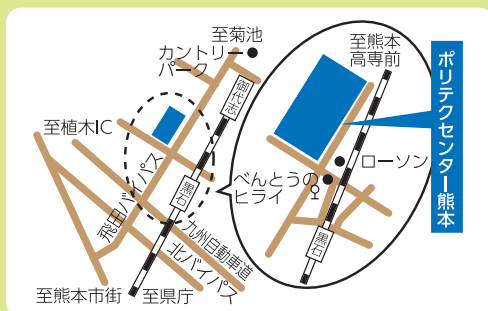 至菊池
カントリー
パーク
御代志
至植木IC
飛田バイパス
黒石
九州自動車道
北バイパス
至熊本市街
至県庁
至熊本
高専前
ポリテクセンター熊本
ローソン
べんとうの
ヒライ
黒石